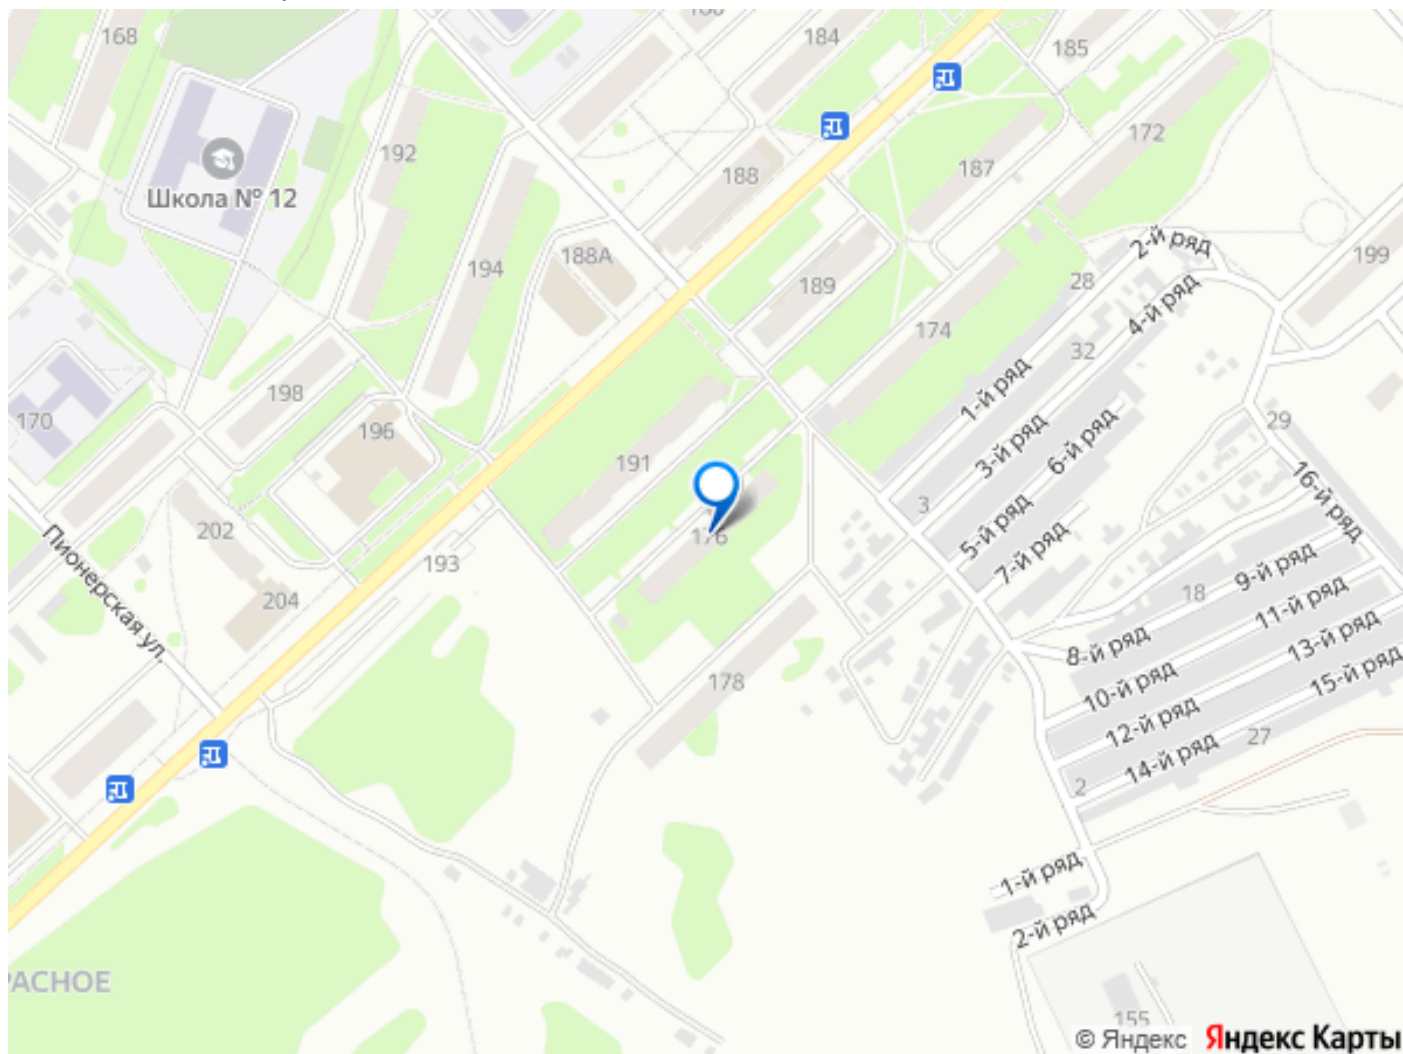 168
184
185
192
Школа № 12
188
187
172
188А
194
189
28
2-й ряд
199
4-й ряд
174
32
1-й ряд
198
170
196
3-й ряд
6-й ряд
29
191
16-й ряд
3
202
176
5-й ряд
7-й ряд
193
Пионерская ул.
204
18
9-й ряд
11-й ряд
8-й ряд
13-й ряд
178
10-й ряд
15-й ряд
12-й ряд
27
14-й ряд
2
1-й ряд
2-й ряд
РАСНОЕ
155
© Яндекс Яндекс Карты